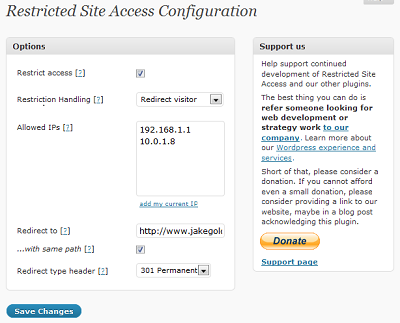 Restricted Site Access Configuration
Options
Restrict access [?]
Restriction Handling [?]
Redirect visitor
Allowed IPs [?]
192.168.1.1
10.0.1.8
add my current IP
Redirect to [?]
http://www.jakegol
...with same path [?]
Redirect type header [?]
301 Permanent
Save Changes
Support us
Help support continued
development of Restricted Site
Access and our other plugins.
The best thing you can do is
refer someone looking for
web development or
strategy work to our
company. Learn more about
our Wordpress experience and
services.
Short of that, please consider a
donation. If you cannot afford
even a small donation, please
consider providing a link to our
website, maybe in a blog post
acknowledging this plugin.
Donate
Support page